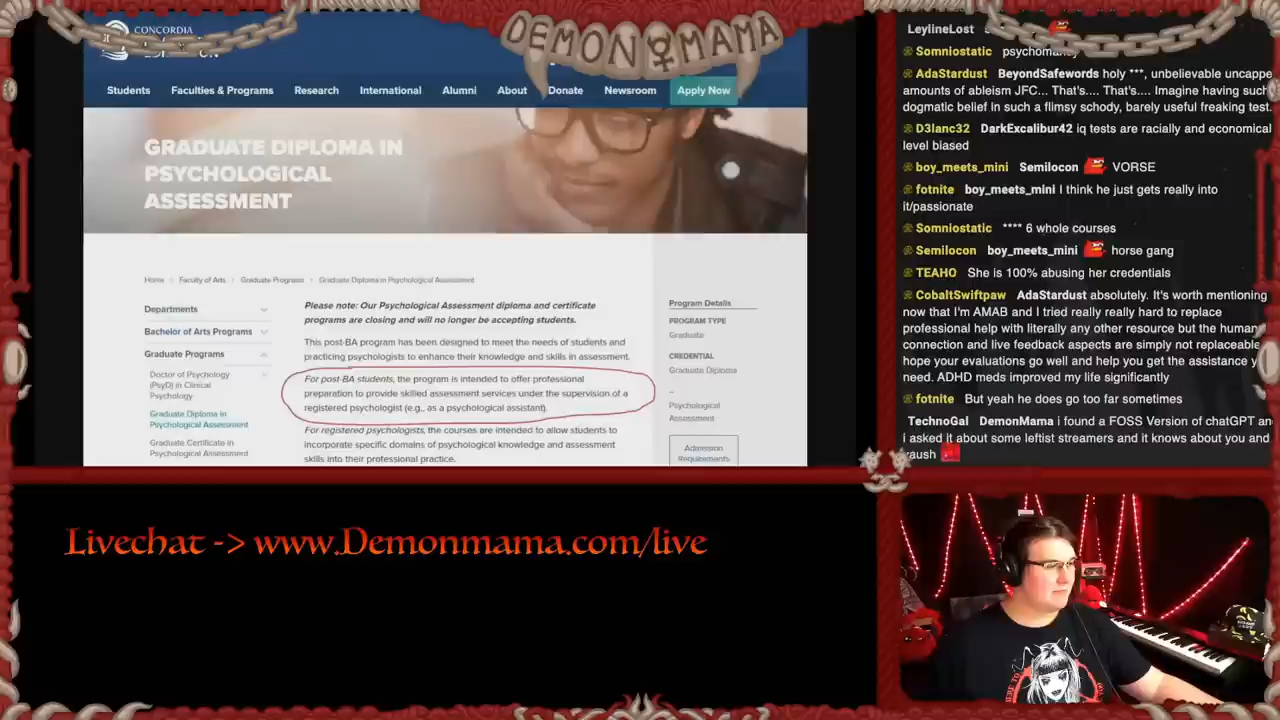 CONCORDIA
DEMON MAMA
Students
Faculties & Programs
Research
International
Alumni
About
Donate
Newsroom
Apply Now
GRADUATE DIPLOMA IN
PSYCHOLOGICAL
ASSESSMENT
Home
Faculty of Arts
Graduate Programs
Graduate Diploma in Psychological Assessment
Departments
Bachelor of Arts Programs
Graduate Programs
Doctor of Psychology
(PsyD) in Clinical
Psychology
Graduate Diploma in
Psychological Assessment
Graduate Certificate in
Psychological Assessment
Please note: Our Psychological Assessment diploma and certificate
programs are closing and will no longer be accepting students.
This post-BA program has been designed to meet the needs of students and
practicing psychologists to enhance their knowledge and skills in assessment.
For post-BA students, the program is intended to offer professional
preparation to provide skilled assessment services under the supervision of a
registered psychologist (e.g., as a psychological assistant).
For registered psychologists, the courses are intended to allow students to
incorporate specific domains of psychological knowledge and assessment
skills into their professional practice.
Program Details
PROGRAM TYPE
Graduate
CREDENTIAL
Graduate Diploma
–
Psychological
Assessment
Admission
Requirements
LeylineLost
Somniostatic psychoma
AdaStardust BeyondSafewords holy ***, unbelievable uncappe
amounts of ableism JFC... That's.... That's.... Imagine having such
dogmatic belief in such a flimsy schody, barely useful freaking test.
D3lanc32 DarkExcalibur42 iq tests are racially and economical
level biased
boy_meets_mini Semilocon VORSE
fotnite boy_meets_mini I think he just gets really into
it/passionate
Somniostatic **** 6 whole courses
Semilocon boy_meets_mini horse gang
TEAHO She is 100% abusing her credentials
CobaltSwiftpaw AdaStardust absolutely. It's worth mentioning
now that I'm AMAB and I tried really really hard to replace
professional help with literally any other resource but the human
connection and live feedback aspects are simply not replaceable
hope your evaluations go well and help you get the assistance y
need. ADHD meds improved my life significantly
fotnite But yeah he does go too far sometimes
TechnoGal DemonMama i found a FOSS Version of chatGPT an
i asked it about some leftist streamers and it knows about you and
aush
Livechat -> www.Demonmama.com/live